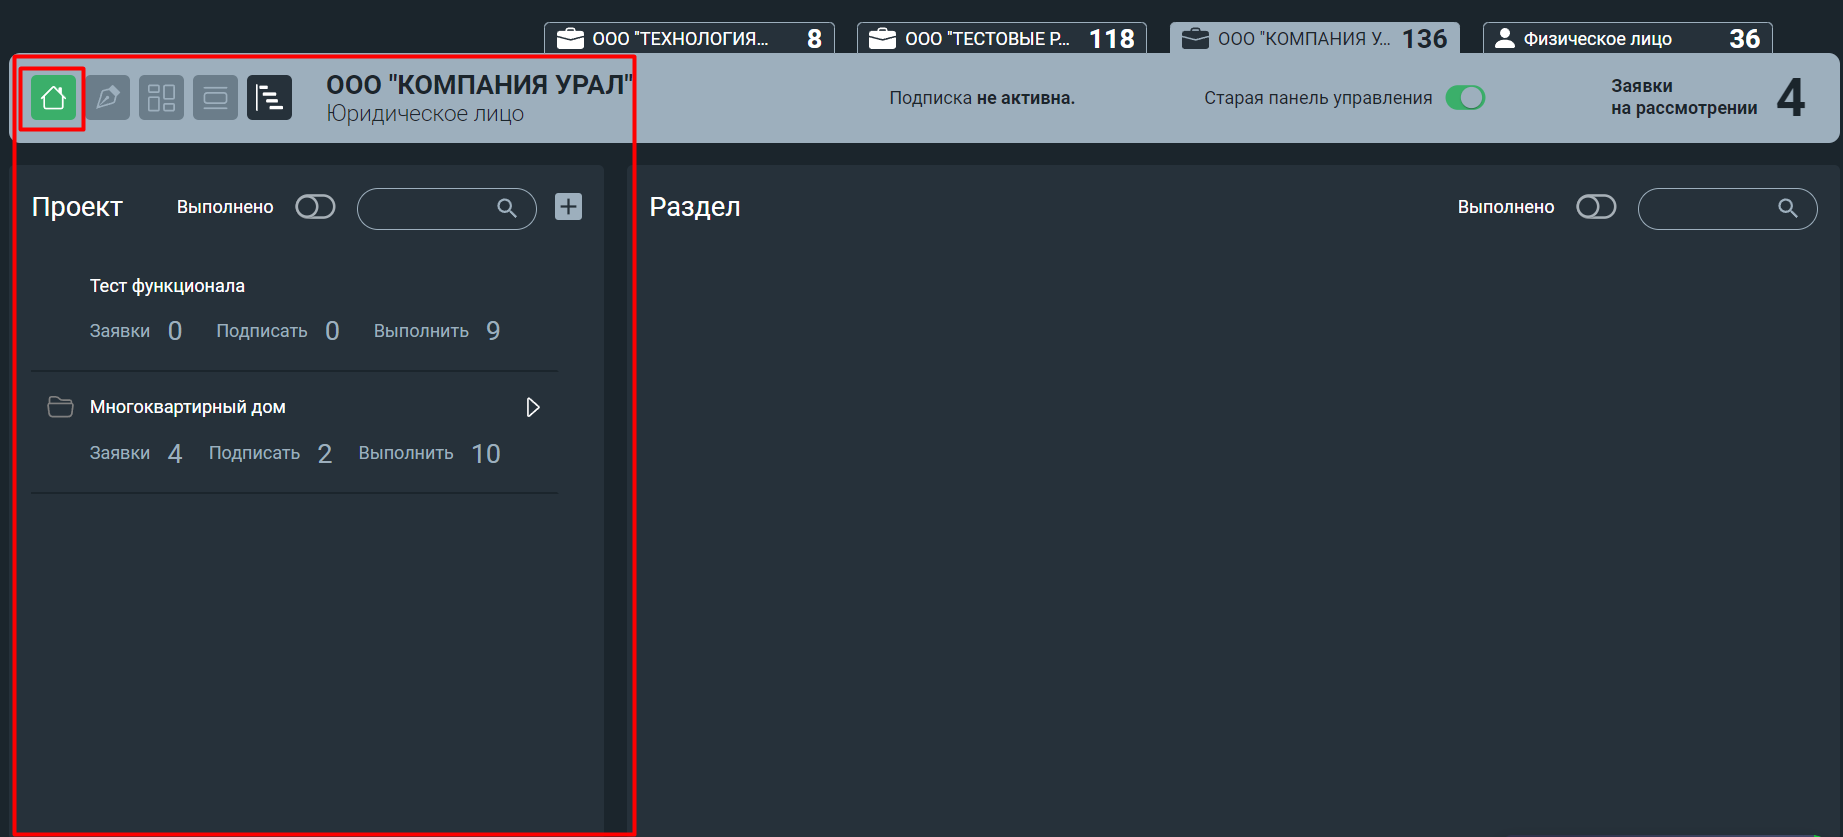 ООО "ТЕХНОЛОГИЯ... 8
ООО "ТЕСТОВЫЕ Р... 118
ООО "КОМПАНИЯ У... 136
Физическое лицо 36
ООО "КОМПАНИЯ УРАЛ"
Юридическое лицо
Подписка не активна.
Старая панель управления
Заявки
на рассмотрении 4
Проект
Выполнено
Тест функционала
Заявки 0 Подписать 0 Выполнить 9
Многоквартирный дом
Заявки 4 Подписать 2 Выполнить 10
Раздел
Выполнено